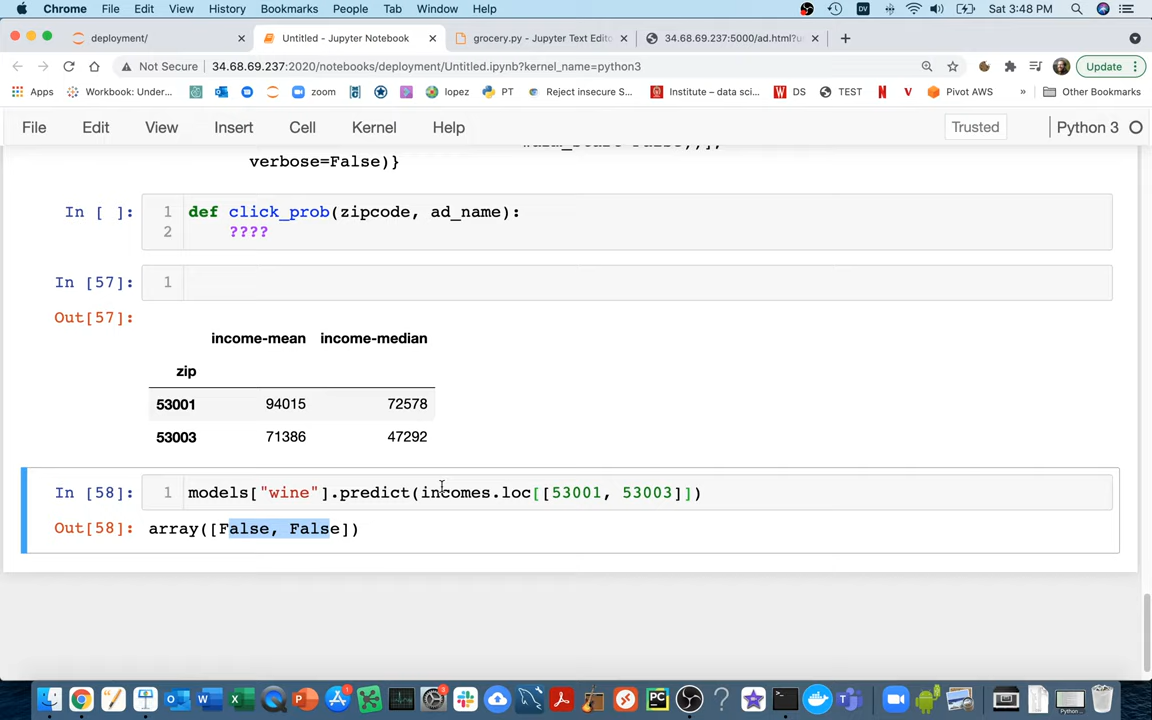 Chrome File Edit View History Bookmarks People Tab Window Help DV Sat 3:48 PM
deployment/ Untitled - Jupyter Notebook grocery.py - Jupyter Text Edito 34.68.69.237:5000/ad.html?u
Not Secure 34.68.69.237:2020/notebooks/deployment/Untitled.ipynb?kernel_name=python3 Update
Apps Workbook: Under... zoom lopez PT Reject insecure S... Institute – data sci... DS TEST Pivot AWS » Other Bookmarks
File Edit View Insert Cell Kernel Help Trusted Python 3
verbose=False)}
In [ ]: 1 def click_prob(zipcode, ad_name):
2 ????
In [57]: 1
Out[57]:
income-mean income-median
zip
53001 94015 72578
53003 71386 47292
In [58]: 1 models["wine"].predict(incomes.loc[[53001, 53003]])
Out[58]: array([False, False])